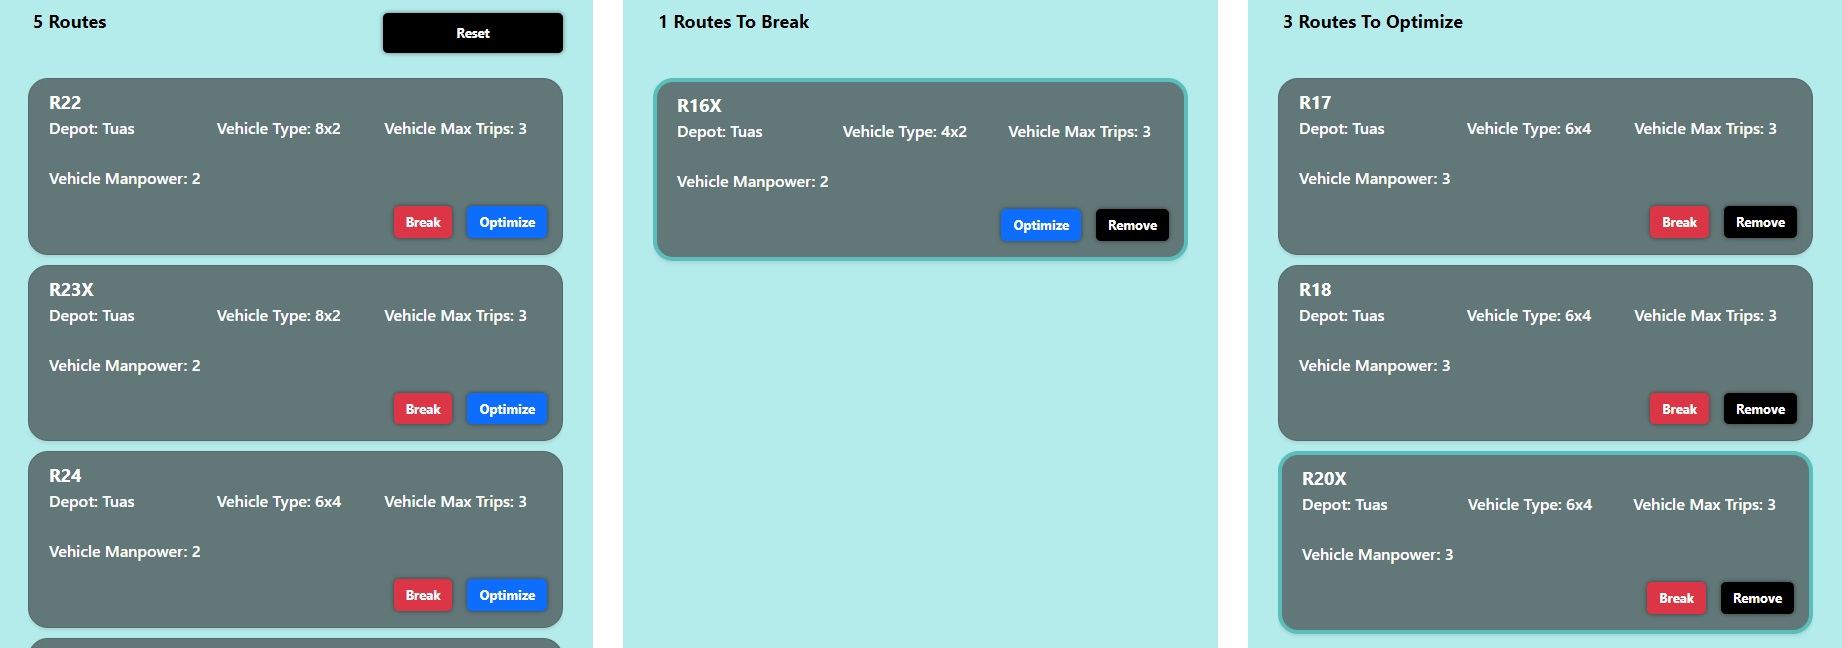 5 Routes
Reset
R22
Depot: Tuas Vehicle Type: 8x2 Vehicle Max Trips: 3
Vehicle Manpower: 2
Break Optimize
R23X
Depot: Tuas Vehicle Type: 8x2 Vehicle Max Trips: 3
Vehicle Manpower: 2
Break Optimize
R24
Depot: Tuas Vehicle Type: 6x4 Vehicle Max Trips: 3
Vehicle Manpower: 2
Break Optimize
1 Routes To Break
R16X
Depot: Tuas Vehicle Type: 4x2 Vehicle Max Trips: 3
Vehicle Manpower: 2
Optimize Remove
3 Routes To Optimize
R17
Depot: Tuas Vehicle Type: 6x4 Vehicle Max Trips: 3
Vehicle Manpower: 3
Break Remove
R18
Depot: Tuas Vehicle Type: 6x4 Vehicle Max Trips: 3
Vehicle Manpower: 3
Break Remove
R20X
Depot: Tuas Vehicle Type: 6x4 Vehicle Max Trips: 3
Vehicle Manpower: 3
Break Remove